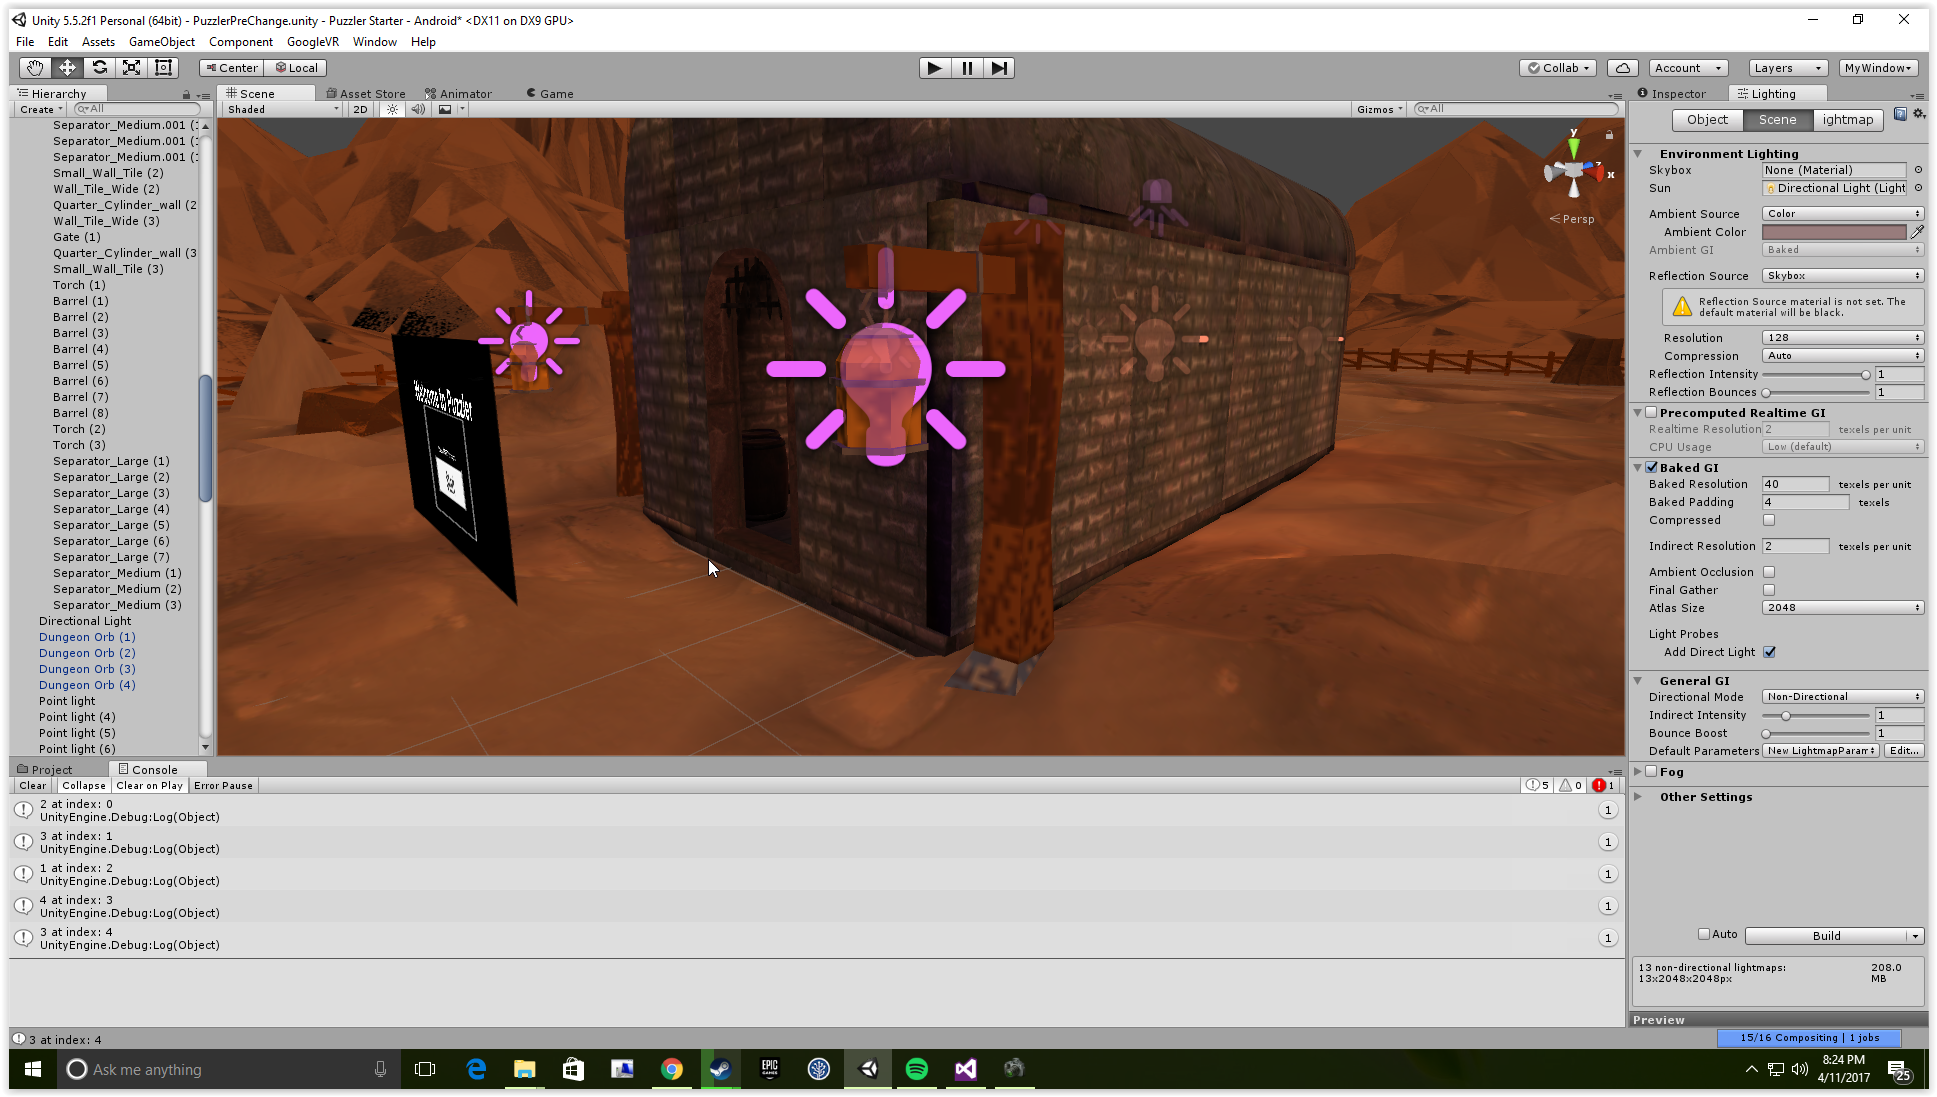 Unity 5.5.2f1 Personal (64bit) - PuzzlerPreChange.unity - Puzzler Starter - Android* <DX11 on DX9 GPU>
File Edit Assets GameObject Component GoogleVR Window Help
Center Local Collab Account Layers MyWindow
Hierarchy Scene Asset Store Animator Game Inspector Lighting
Create All Shaded 2D Gizmos All
Object Scene ightmap
Separator_Medium.001 (1
Separator_Medium.001 (1
Separator_Medium.001 (1
Small_Wall_Tile (2)
Wall_Tile_Wide (2)
Quarter_Cylinder_wall (2
Wall_Tile_Wide (3)
Gate (1)
Quarter_Cylinder_wall (3
Small_Wall_Tile (3)
Torch (1)
Barrel (1)
Barrel (2)
Barrel (3)
Barrel (4)
Barrel (5)
Barrel (6)
Barrel (7)
Barrel (8)
Torch (2)
Torch (3)
Separator_Large (1)
Separator_Large (2)
Separator_Large (3)
Separator_Large (4)
Separator_Large (5)
Separator_Large (6)
Separator_Large (7)
Separator_Medium (1)
Separator_Medium (2)
Separator_Medium (3)
Directional Light
Dungeon Orb (1)
Dungeon Orb (2)
Dungeon Orb (3)
Dungeon Orb (4)
Point light
Point light (4)
Point light (5)
Point light (6)
y
z
x
Persp
Welcome to Puzzler
Environment Lighting
Skybox None (Material)
Sun Directional Light (Light
Ambient Source Color
Ambient Color
Ambient GI Baked
Reflection Source Skybox
Reflection Source material is not set. The
default material will be black.
Resolution 128
Compression Auto
Reflection Intensity 1
Reflection Bounces 1
Precomputed Realtime GI
Realtime Resolution 2 texels per unit
CPU Usage Low (default)
Baked GI
Baked Resolution 40 texels per unit
Baked Padding 4 texels
Compressed
Indirect Resolution 2 texels per unit
Ambient Occlusion
Final Gather
Atlas Size 2048
Light Probes
Add Direct Light
General GI
Directional Mode Non-Directional
Indirect Intensity 1
Bounce Boost 1
Default Parameters New LightmapParam Edit...
Fog
Other Settings
Auto Build
13 non-directional lightmaps: 208.0
13x2048x2048px MB
Preview
Project Console
Clear Collapse Clear on Play Error Pause 5 0 1
2 at index: 0
UnityEngine.Debug:Log(Object) 1
3 at index: 1
UnityEngine.Debug:Log(Object) 1
1 at index: 2
UnityEngine.Debug:Log(Object) 1
4 at index: 3
UnityEngine.Debug:Log(Object) 1
3 at index: 4
UnityEngine.Debug:Log(Object) 1
3 at index: 4
15/16 Compositing | 1 jobs
Ask me anything
EPIC
GAMES
8:24 PM
4/11/2017
25